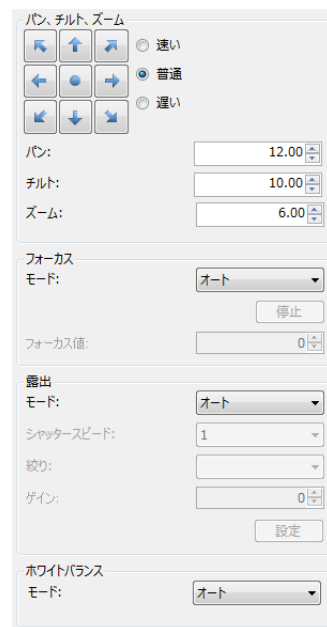 パン、チルト、ズーム
速い
普通
遅い
パン: 12.00
チルト: 10.00
ズーム: 6.00
フォーカス
モード: オート
停止
フォーカス値: 0
露出
モード: オート
シャッタースピード: 1
絞り:
ゲイン: 0
設定
ホワイトバランス
モード: オート